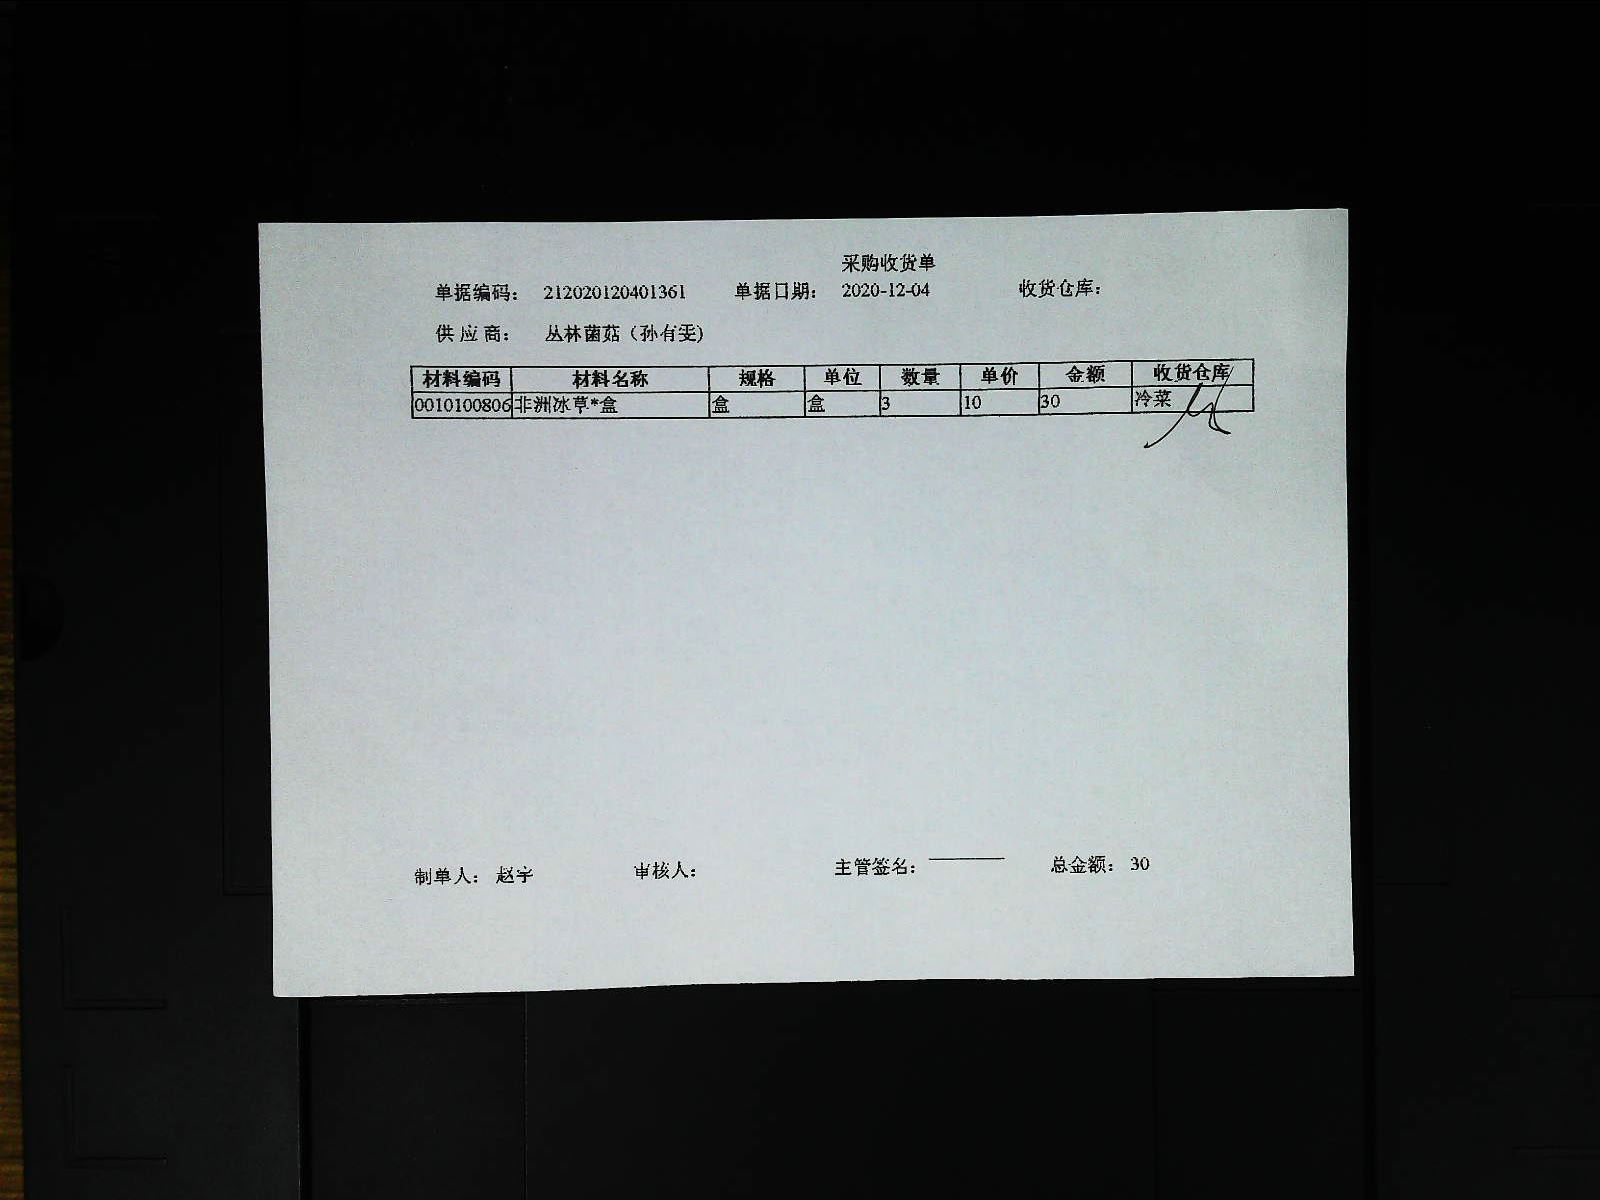 采购收货单
单据编码: 212020120401361 单据日期: 2020-12-04 收货仓库:
供应商: 丛林菌菇（孙有雯)
材料编码 材料名称 规格 单位 数量 单价 金额 收货仓库
0010100806 非洲冰草*盒 盒 盒 3 10 30 冷菜
制单人: 赵宇 审核人: 主管签名: 总金额: 30